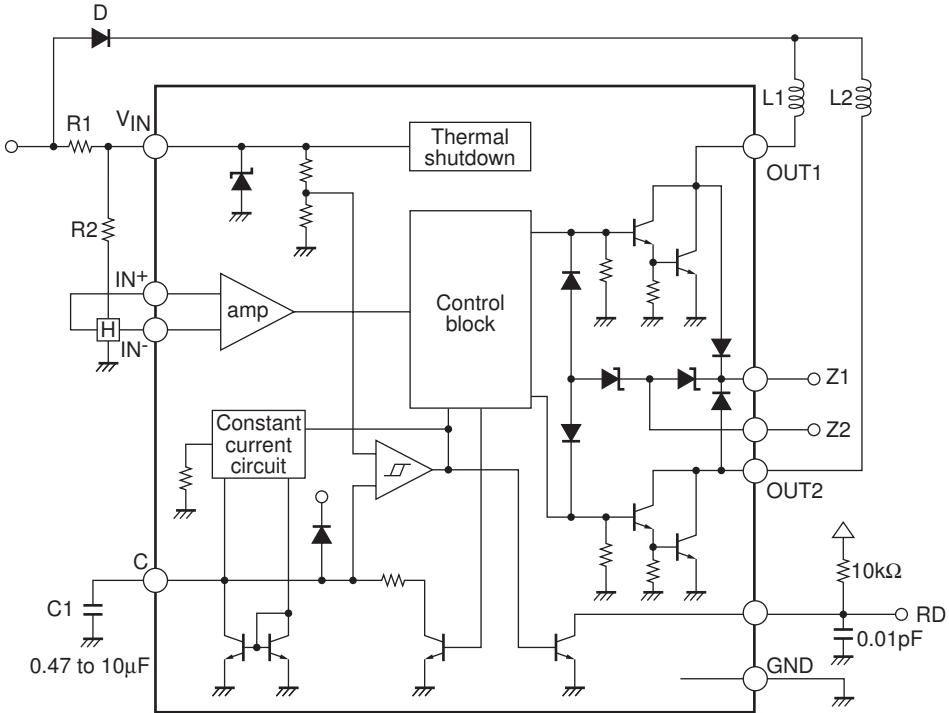 D
L1
L2
R1
VIN
Thermal
shutdown
OUT1
R2
IN+
amp
Control
block
H
IN-
Z1
Z2
Constant
current
circuit
OUT2
C
10kΩ
C1
RD
0.01pF
0.47 to 10μF
GND